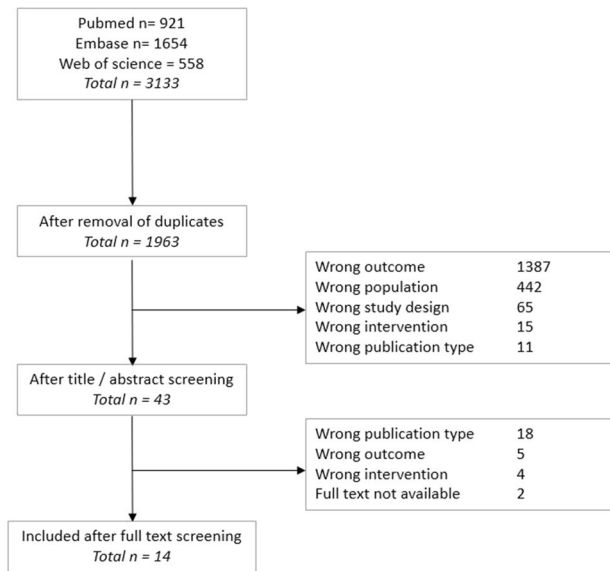 Pubmed n= 921
Embase n= 1654
Web of science = 558
Total n = 3133
After removal of duplicates
Total n = 1963
Wrong outcome 1387
Wrong population 442
Wrong study design 65
Wrong intervention 15
Wrong publication type 11
After title / abstract screening
Total n = 43
Wrong publication type 18
Wrong outcome 5
Wrong intervention 4
Full text not available 2
Included after full text screening
Total n = 14